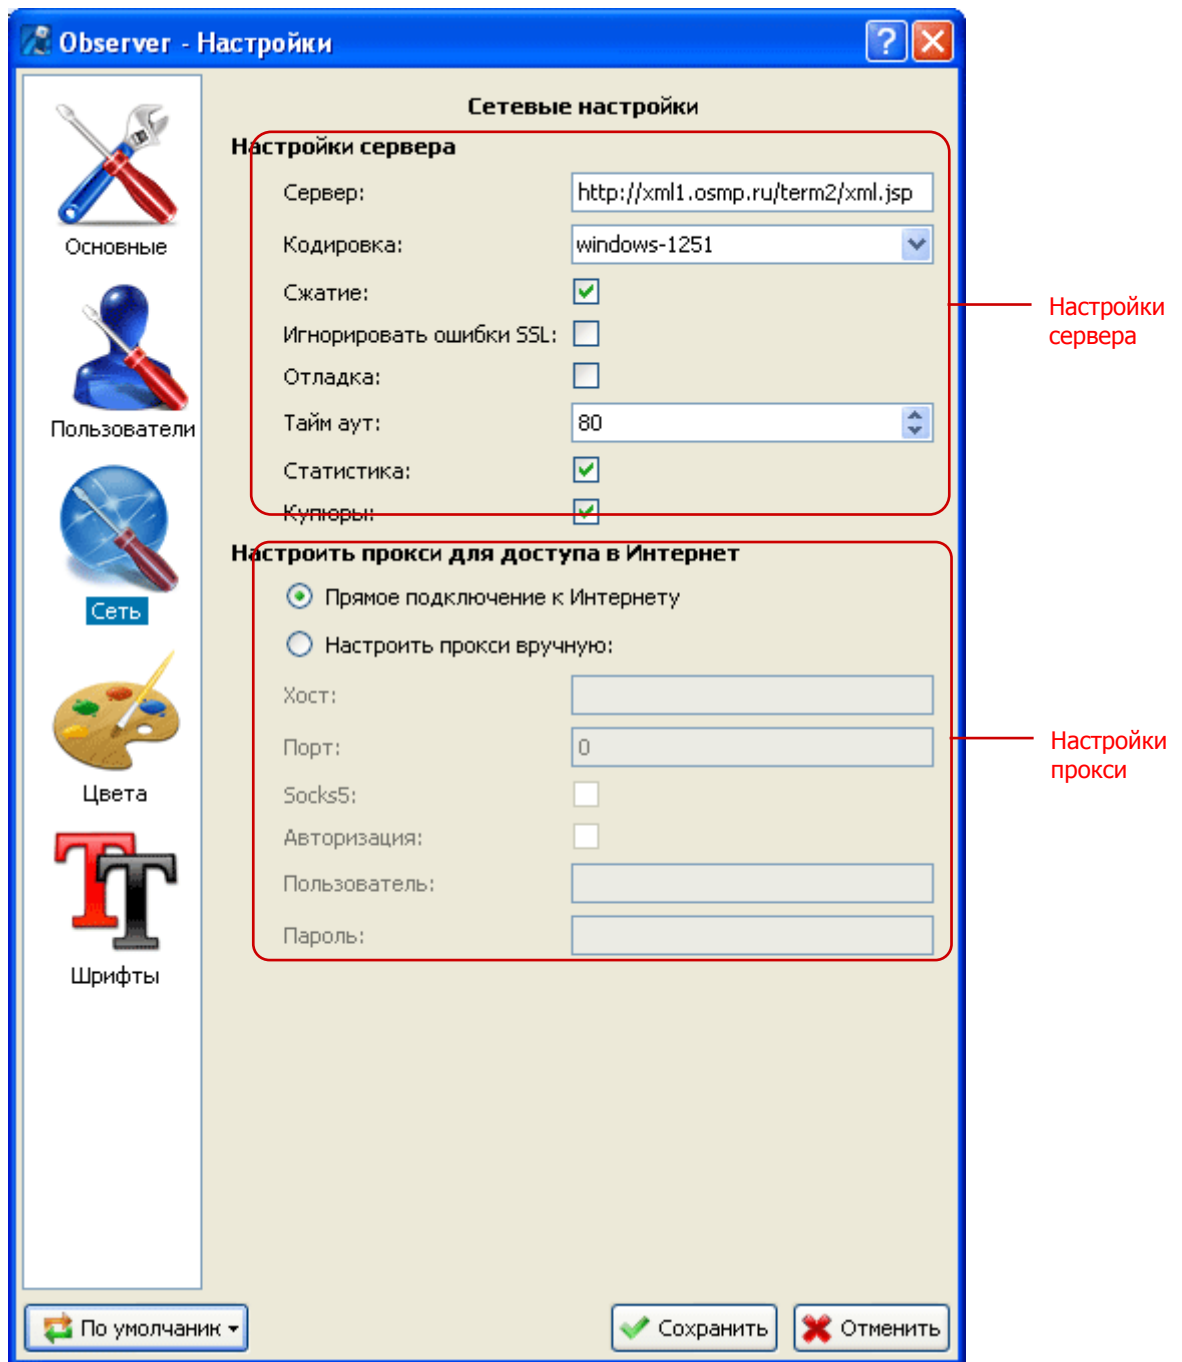 Observer - Настройки
Основные
Пользователи
Сеть
Цвета
Шрифты
Сетевые настройки
Настройки сервера
Сервер: http://xml1.osmp.ru/term2/xml.jsp
Кодировка: windows-1251
Сжатие:
Игнорировать ошибки SSL:
Отладка:
Тайм аут: 80
Статистика:
Купюры:
Настроить прокси для доступа в Интернет
Прямое подключение к Интернету
Настроить прокси вручную:
Хост:
Порт: 0
Socks5:
Авторизация:
Пользователь:
Пароль:
По умолчаник
Сохранить
Отменить
Настройки
сервера
Настройки
прокси